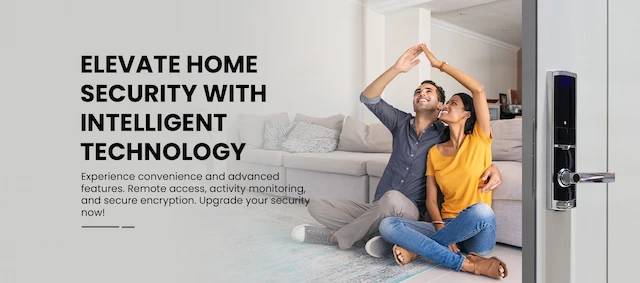 ELEVATE HOME
SECURITY WITH
INTELLIGENT
TECHNOLOGY
Experience convenience and advanced
features. Remote access, activity monitoring,
and secure encryption. Upgrade your security
now!